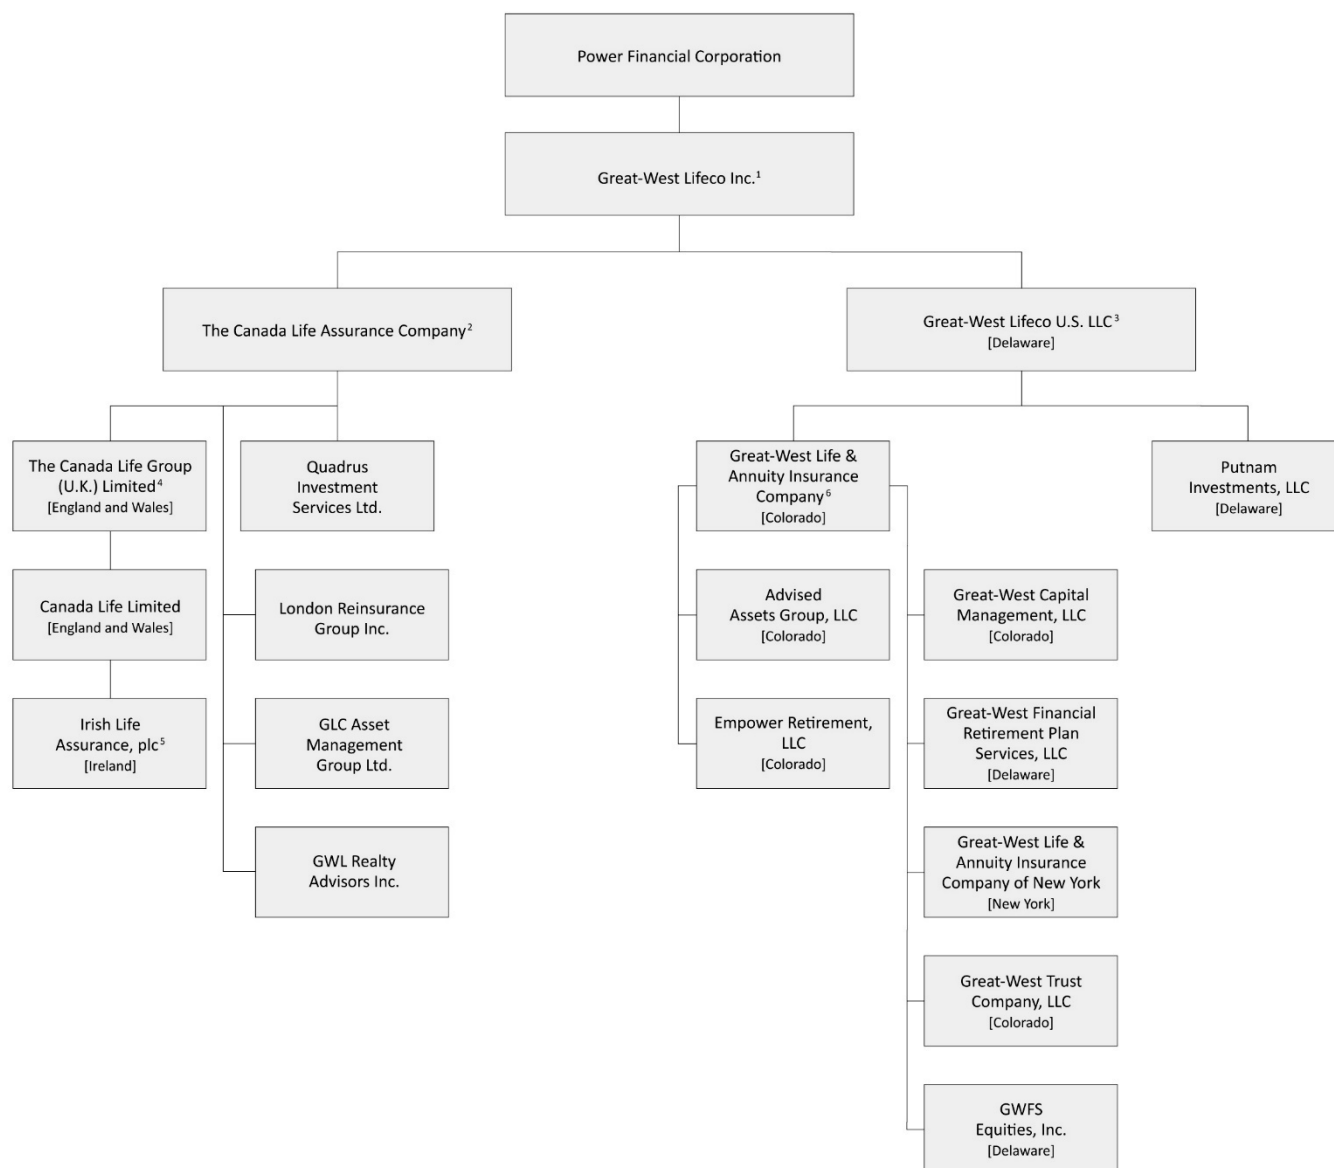 Power Financial Corporation
Great-West Lifeco Inc.¹
The Canada Life Assurance Company²
Great-West Lifeco U.S. LLC³
[Delaware]
The Canada Life Group
(U.K.) Limited⁴
[England and Wales]
Quadrus
Investment
Services Ltd.
Great-West Life &
Annuity Insurance
Company⁶
[Colorado]
Putnam
Investments, LLC
[Delaware]
Canada Life Limited
[England and Wales]
London Reinsurance
Group Inc.
Advised
Assets Group, LLC
[Colorado]
Great-West Capital
Management, LLC
[Colorado]
Irish Life
Assurance, plc⁵
[Ireland]
GLC Asset
Management
Group Ltd.
Empower Retirement,
LLC
[Colorado]
Great-West Financial
Retirement Plan
Services, LLC
[Delaware]
GWL Realty
Advisors Inc.
Great-West Life &
Annuity Insurance
Company of New York
[New York]
Great-West Trust
Company, LLC
[Colorado]
GWFS
Equities, Inc.
[Delaware]